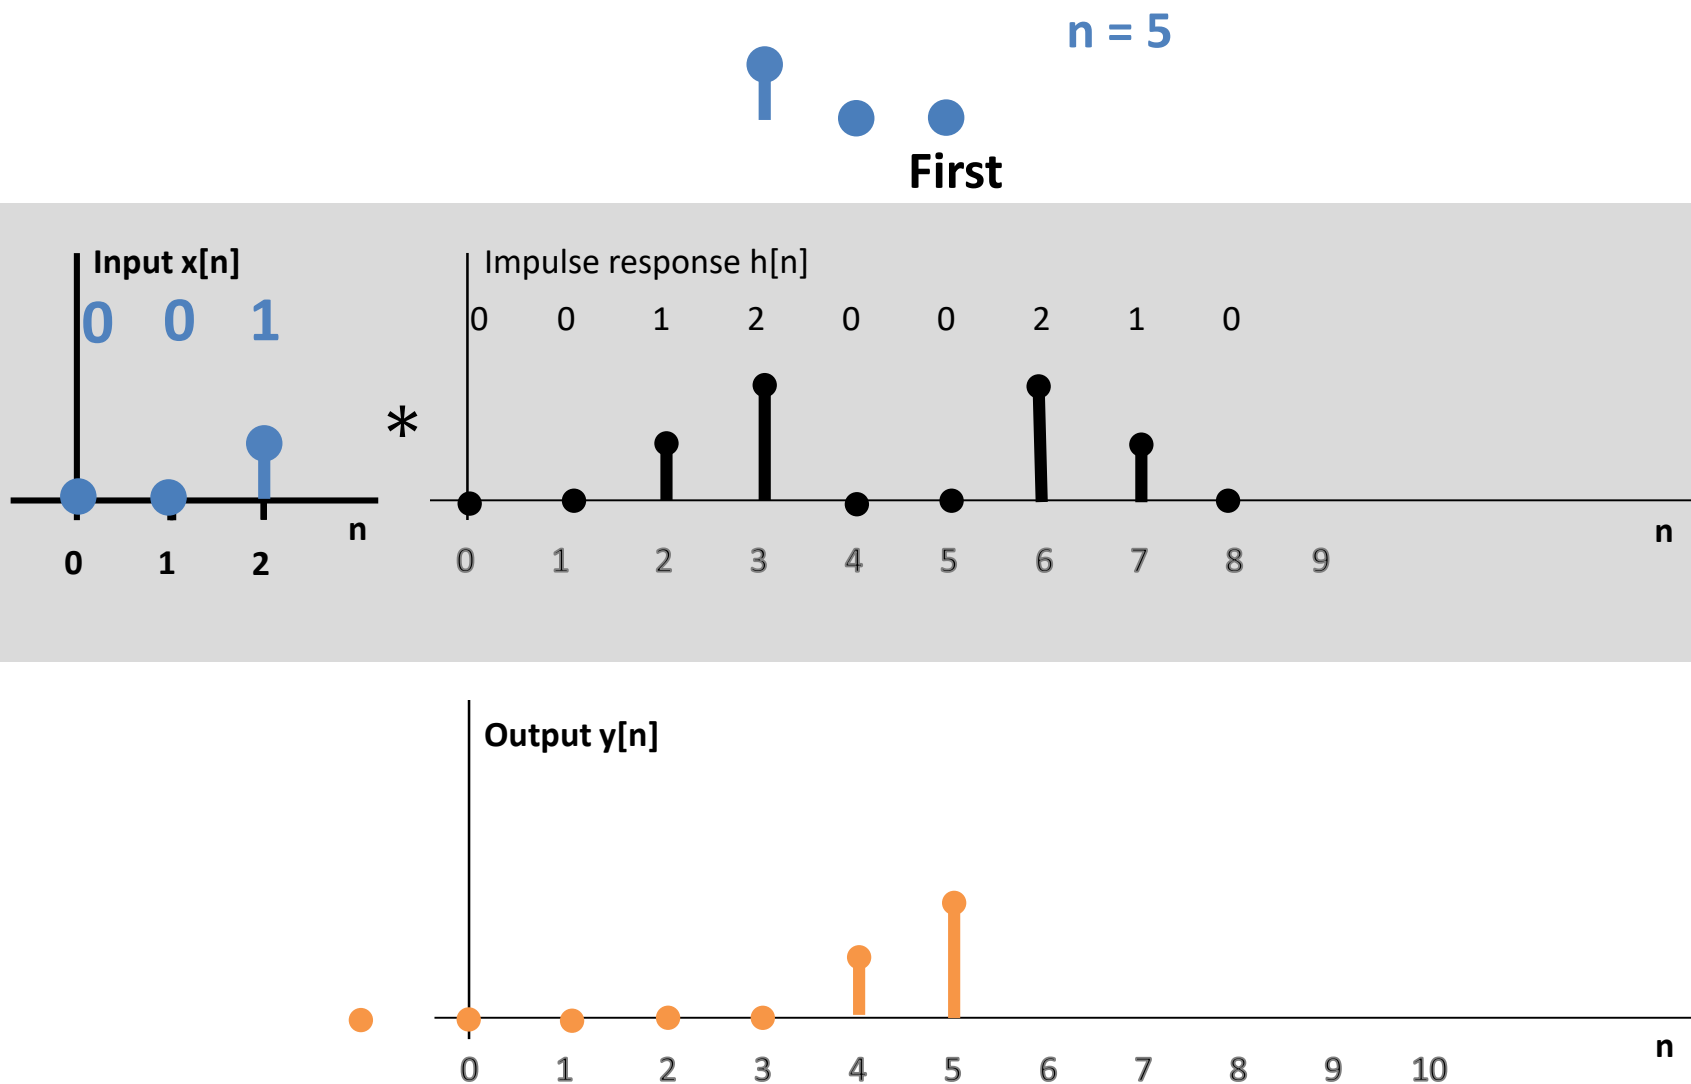 n = 5
First
Input x[n]
0 0 1
n
0 1 2
*
Impulse response h[n]
0 0 1 2 0 0 2 1 0
n
0 1 2 3 4 5 6 7 8 9
Output y[n]
n
0 1 2 3 4 5 6 7 8 9 10